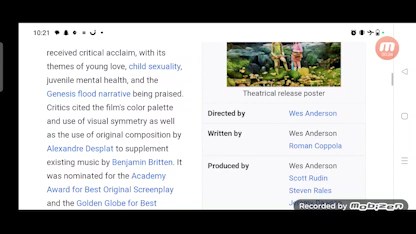 10:21
received critical acclaim, with its
themes of young love, child sexuality,
juvenile mental health, and the
Genesis flood narrative being praised.
Critics cited the film's color palette
and use of visual symmetry as well
as the use of original composition by
Alexandre Desplat to supplement
existing music by Benjamin Britten. It
was nominated for the Academy
Award for Best Original Screenplay
and the Golden Globe for Best
Theatrical release poster
Directed by Wes Anderson
Written by Wes Anderson
Roman Coppola
Produced by Wes Anderson
Scott Rudin
Steven Rales
Recorded by Mobizen